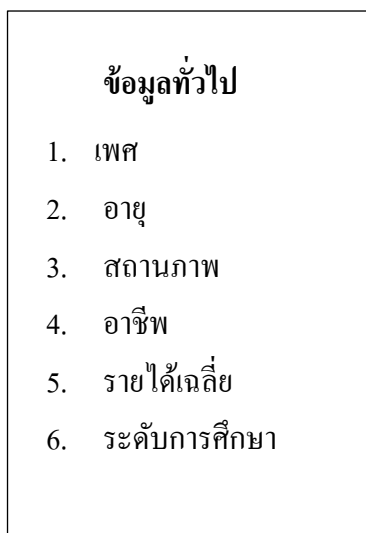 ข้อมูลทั่วไป
1. เพศ
2. อายุ
3. สถานภาพ
4. อาชีพ
5. รายได้เฉลี่ย
6. ระดับการศึกษา